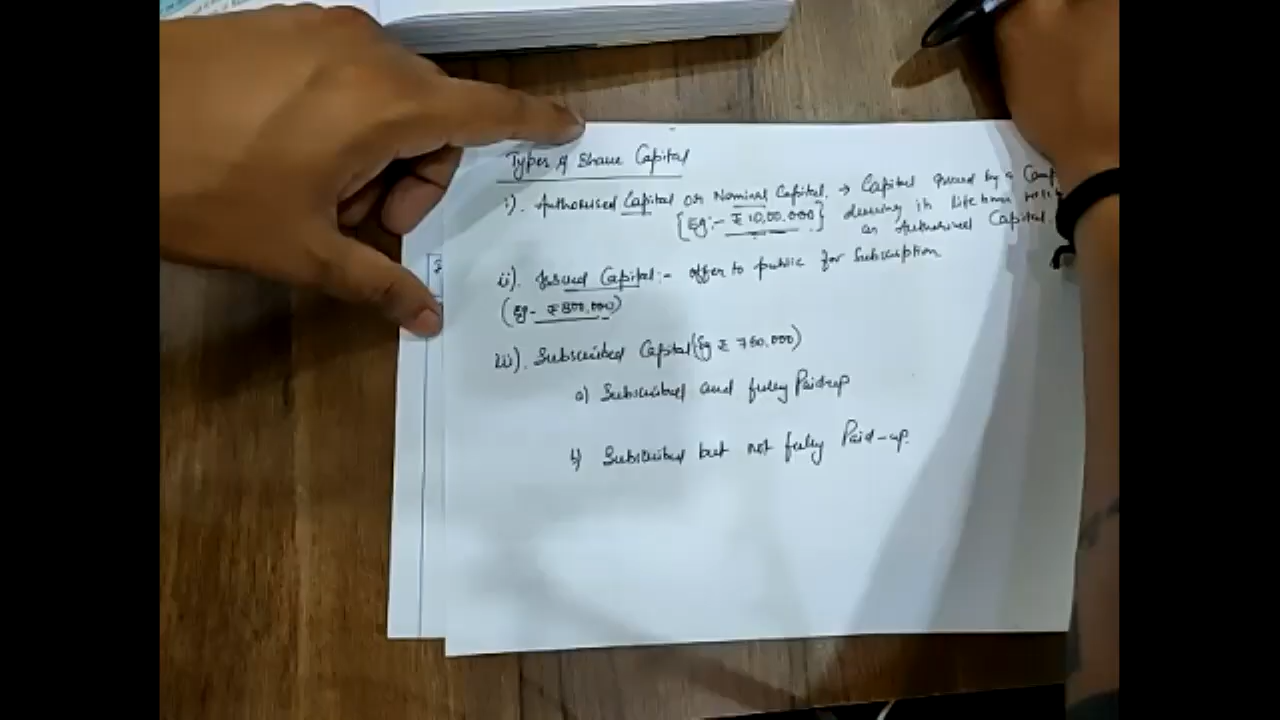 Types of Share Capital
i). Authorised Capital or Nominal Capital. → Capital issued by a
[Eg:- ₹ 10,00,000] during its lifetime
as Authorised Capital.
ii). Issued Capital:- offer to public for Subscription
(Eg- ₹ 800,000)
iii). Subscribed Capital (Eg ₹ 760,000)
a) Subscribed and fully Paid-up
b) Subscribed but not fully Paid-up.